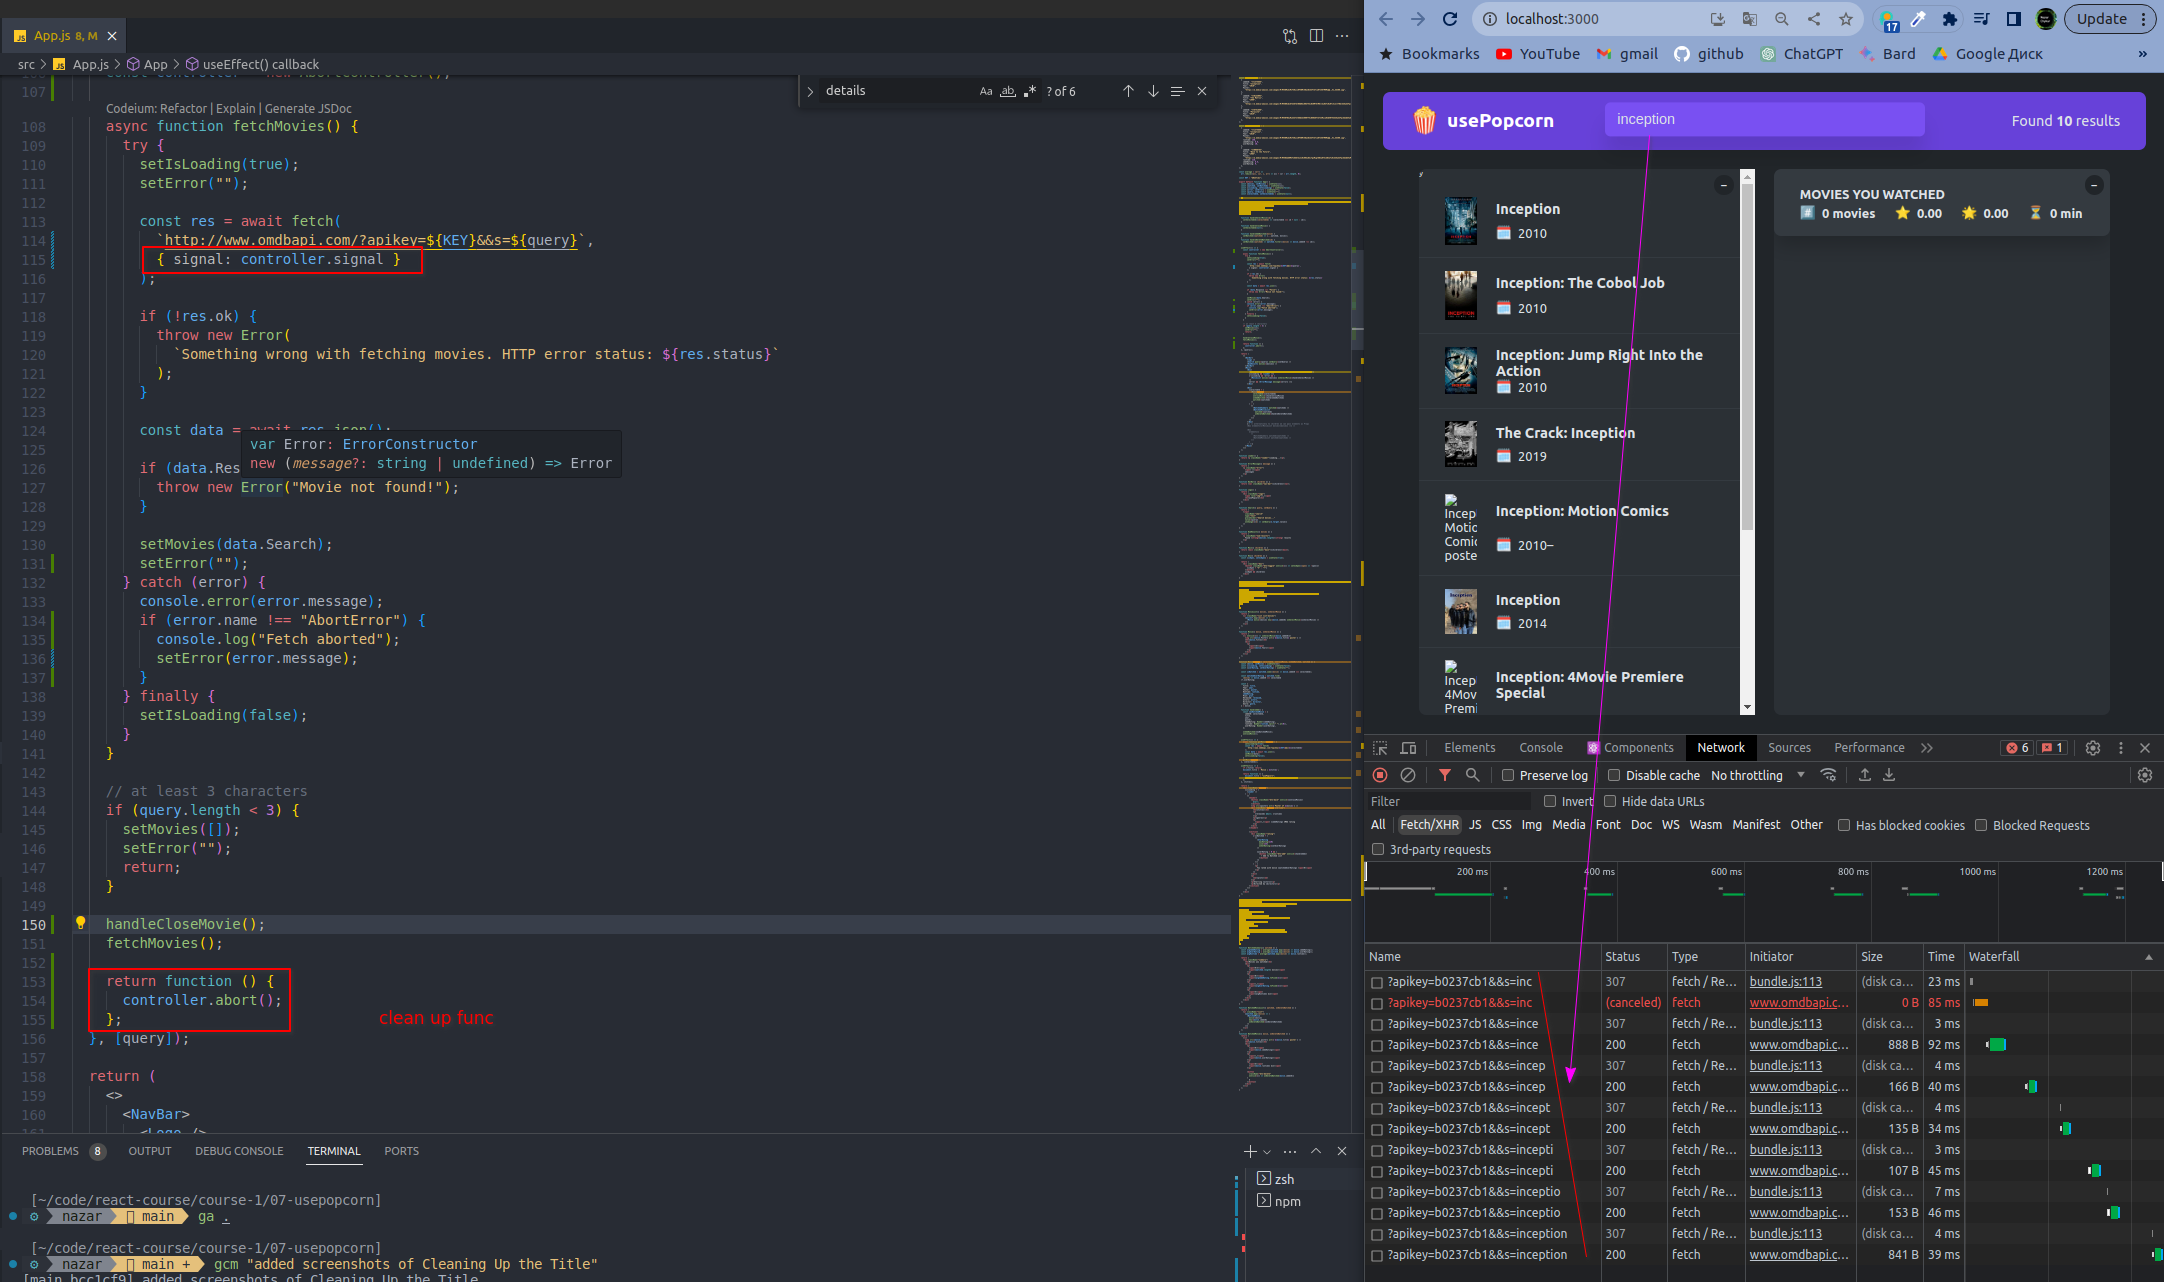 App.js 8, M
src > App.js > App > useEffect() callback
details
Aa ab ? of 6
107
Codeium: Refactor | Explain | Generate JSDoc
108 async function fetchMovies() {
109 try {
110 setIsLoading(true);
111 setError("");
112
113 const res = await fetch(
114 `http://www.omdbapi.com/?apikey=${KEY}&&s=${query}`,
115 { signal: controller.signal }
116 );
117
118 if (!res.ok) {
119 throw new Error(
120 `Something wrong with fetching movies. HTTP error status: ${res.status}`
121 );
122 }
123
124 const data = await res.json();
125
var Error: ErrorConstructor
new (message?: string | undefined) => Error
126 if (data.Res
127 throw new Error("Movie not found!");
128 }
129
130 setMovies(data.Search);
131 setError("");
132 } catch (error) {
133 console.error(error.message);
134 if (error.name !== "AbortError") {
135 console.log("Fetch aborted");
136 setError(error.message);
137 }
138 } finally {
139 setIsLoading(false);
140 }
141 }
142
143 // at least 3 characters
144 if (query.length < 3) {
145 setMovies([]);
146 setError("");
147 return;
148 }
149
150 handleCloseMovie();
151 fetchMovies();
152
153 return function () {
154 controller.abort();
155 };
clean up func
156 }, [query]);
157
158 return (
159 <>
160 <NavBar>
PROBLEMS 8 OUTPUT DEBUG CONSOLE TERMINAL PORTS
[~/code/react-course/course-1/07-usepopcorn]
nazar main ga .
[~/code/react-course/course-1/07-usepopcorn]
nazar main + gcm "added screenshots of Cleaning Up the Title"
[main bcc1cf9] added screenshots of Cleaning Up the Title
zsh
npm
localhost:3000
17
Update
Bookmarks YouTube gmail github ChatGPT Bard Google Диск »
usePopcorn
inception
Found 10 results
Inception
2010
Inception: The Cobol Job
2010
Inception: Jump Right Into the
Action
2010
The Crack: Inception
2019
Incep
Motio
Comic
poste
Inception: Motion Comics
2010–
Inception
2014
Incep
4Mov
Premi
Inception: 4Movie Premiere
Special
MOVIES YOU WATCHED
0 movies 0.00 0.00 0 min
Elements Console Components Network Sources Performance 6 1
Preserve log Disable cache No throttling
Filter Invert Hide data URLs
All Fetch/XHR JS CSS Img Media Font Doc WS Wasm Manifest Other Has blocked cookies Blocked Requests
3rd-party requests
200 ms 400 ms 600 ms 800 ms 1000 ms 1200 ms
Name Status Type Initiator Size Time Waterfall
?apikey=b0237cb1&&s=inc 307 fetch / Re... bundle.js:113 (disk ca... 23 ms
?apikey=b0237cb1&&s=inc (canceled) fetch www.omdbapi.c... 0 B 85 ms
?apikey=b0237cb1&&s=ince 307 fetch / Re... bundle.js:113 (disk ca... 3 ms
?apikey=b0237cb1&&s=ince 200 fetch www.omdbapi.c... 888 B 92 ms
?apikey=b0237cb1&&s=incep 307 fetch / Re... bundle.js:113 (disk ca... 4 ms
?apikey=b0237cb1&&s=incep 200 fetch www.omdbapi.c... 166 B 40 ms
?apikey=b0237cb1&&s=incept 307 fetch / Re... bundle.js:113 (disk ca... 4 ms
?apikey=b0237cb1&&s=incept 200 fetch www.omdbapi.c... 135 B 34 ms
?apikey=b0237cb1&&s=incepti 307 fetch / Re... bundle.js:113 (disk ca... 3 ms
?apikey=b0237cb1&&s=incepti 200 fetch www.omdbapi.c... 107 B 45 ms
?apikey=b0237cb1&&s=inceptio 307 fetch / Re... bundle.js:113 (disk ca... 7 ms
?apikey=b0237cb1&&s=inceptio 200 fetch www.omdbapi.c... 153 B 46 ms
?apikey=b0237cb1&&s=inception 307 fetch / Re... bundle.js:113 (disk ca... 4 ms
?apikey=b0237cb1&&s=inception 200 fetch www.omdbapi.c... 841 B 39 ms